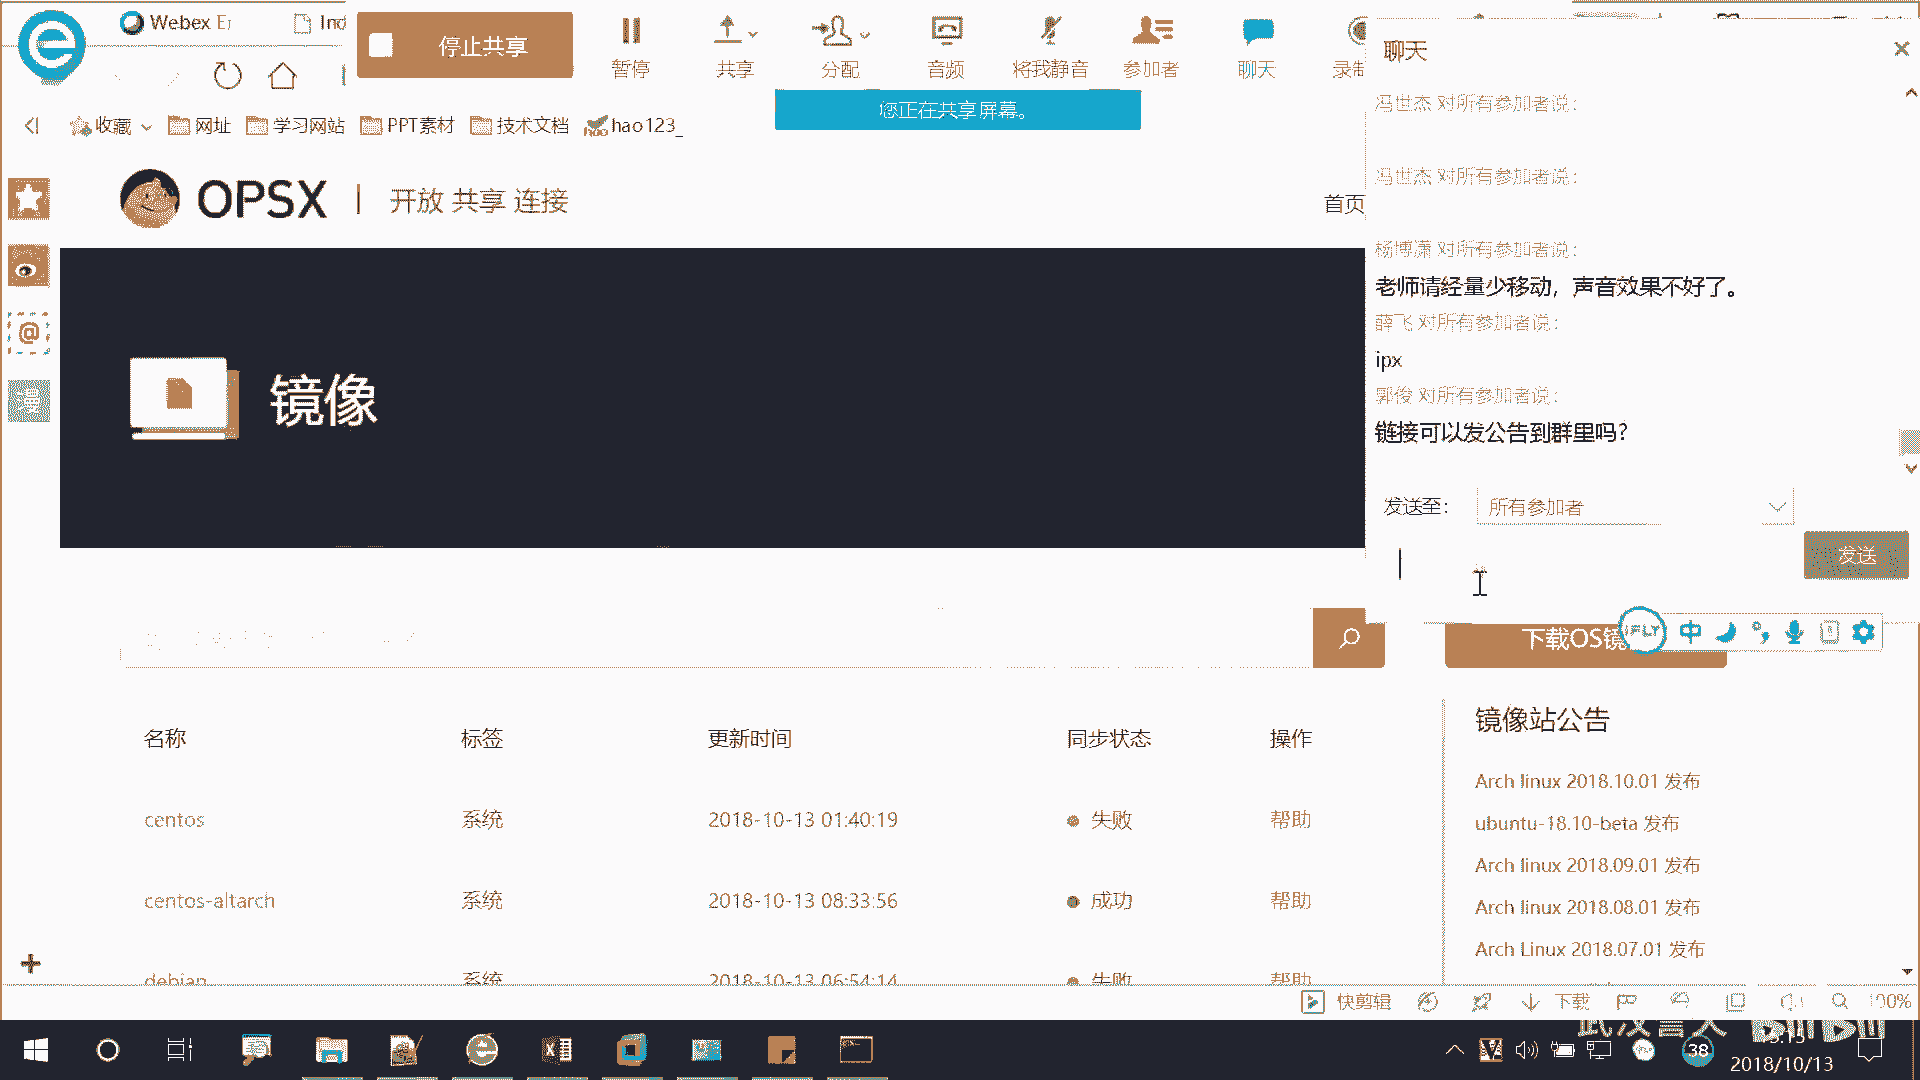 Webex E
Ind
停止共享
暂停
共享
分配
音频
将我静音
参加者
聊天
录制
您正在共享屏幕。
收藏
网址
学习网站
PPT素材
技术文档
hao123_
OPSX
开放 共享 连接
首页
镜像
聊天
冯世杰 对所有参加者说:
冯世杰 对所有参加者说:
杨博潇 对所有参加者说:
老师请经量少移动，声音效果不好了。
薛飞 对所有参加者说:
ipx
郭俊 对所有参加者说:
链接可以发公告到群里吗?
发送至:
所有参加者
发送
下载OS镜
iFLY
中
名称
标签
更新时间
同步状态
操作
centos
系统
2018-10-13 01:40:19
失败
帮助
centos-altarch
系统
2018-10-13 08:33:56
成功
帮助
debian
系统
2018-10-13 06:54:14
失败
帮助
镜像站公告
Arch linux 2018.10.01 发布
ubuntu-18.10-beta 发布
Arch linux 2018.09.01 发布
Arch linux 2018.08.01 发布
Arch Linux 2018.07.01 发布
快剪辑
下载
100%
38
2018/10/13